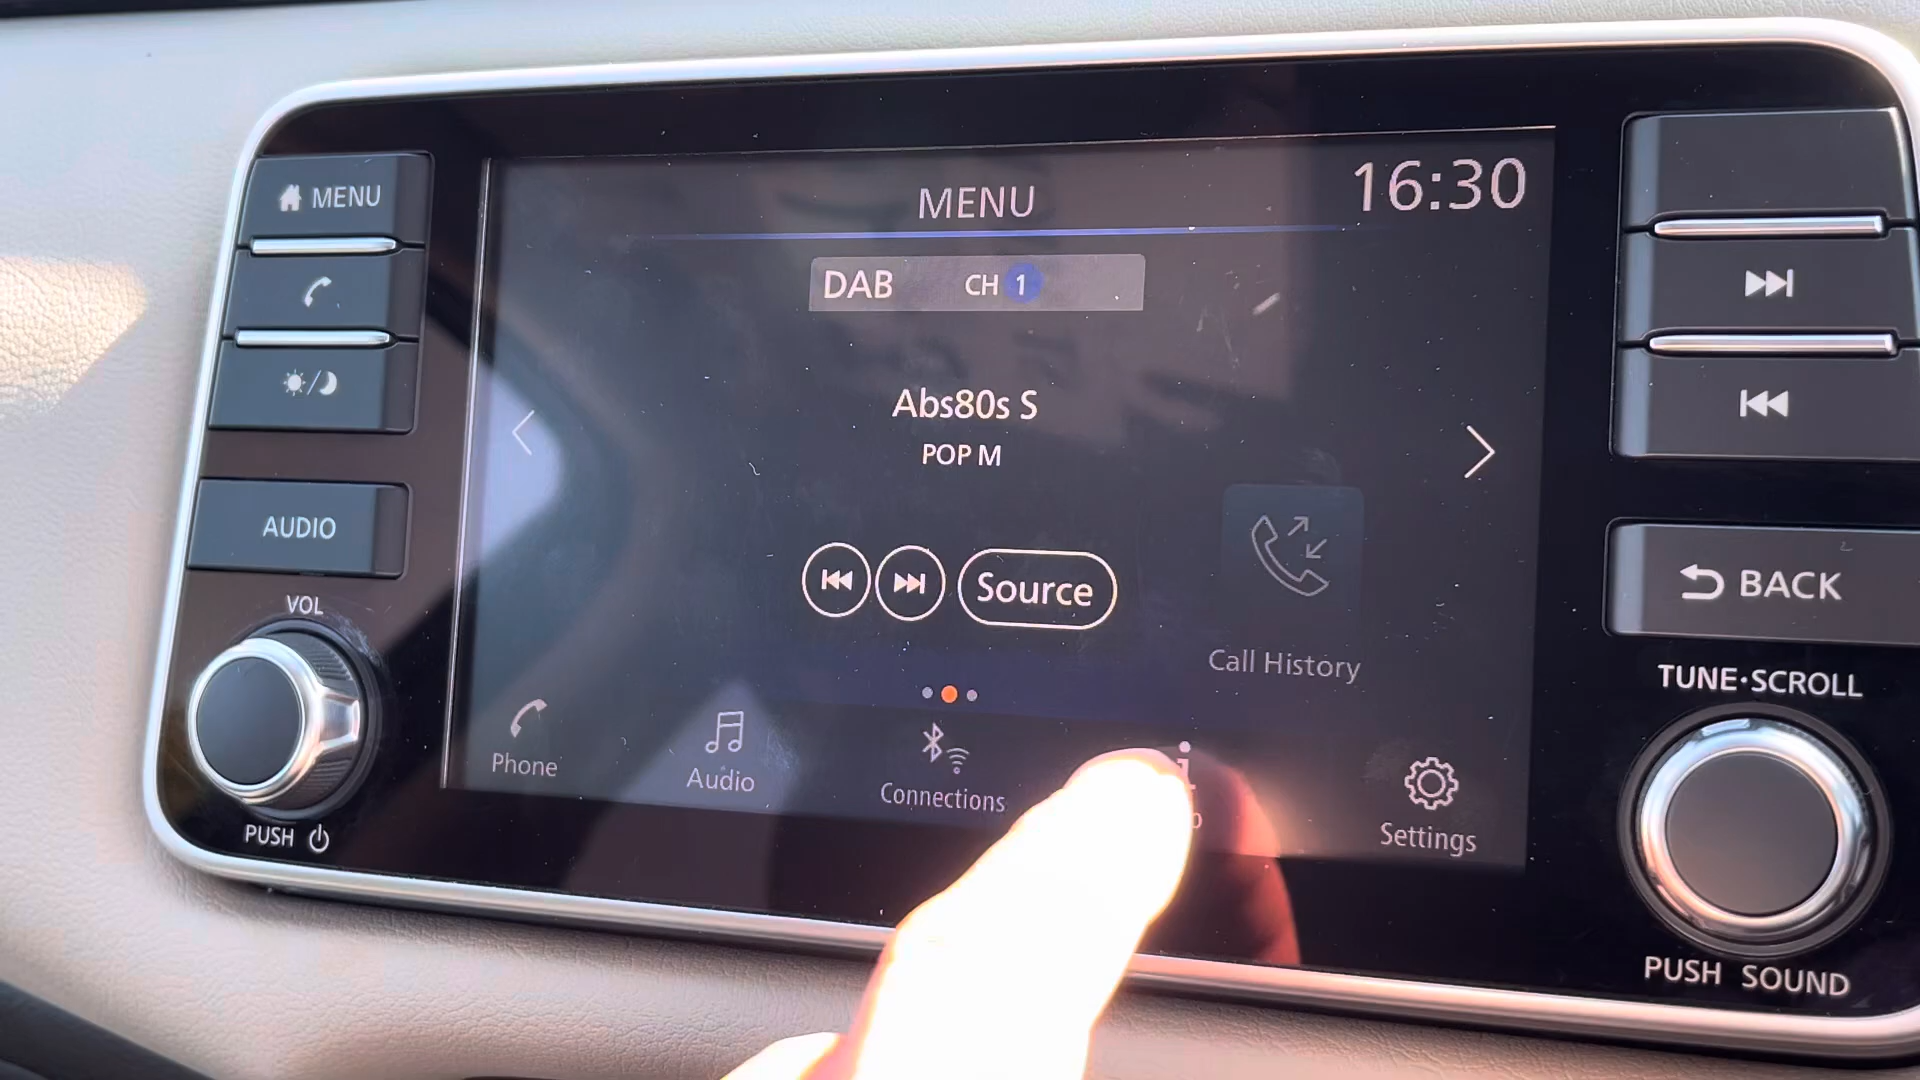 MENU
AUDIO
VOL
PUSH
MENU
16:30
DAB CH 1
Abs80s S
POP M
Source
Call History
Phone
Audio
Connections
Settings
BACK
TUNE·SCROLL
PUSH SOUND